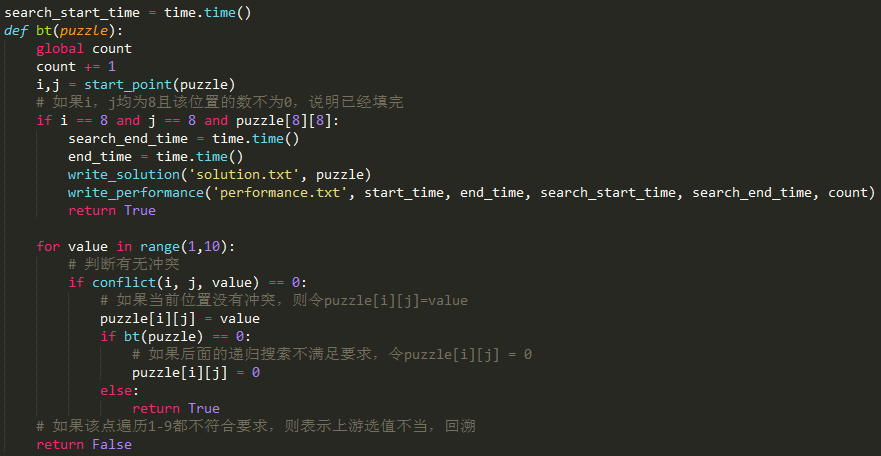 search_start_time = time.time()
def bt(puzzle):
    global count
    count += 1
    i,j = start_point(puzzle)
    # 如果i，j均为8且该位置的数不为0，说明已经填完
    if i == 8 and j == 8 and puzzle[8][8]:
        search_end_time = time.time()
        end_time = time.time()
        write_solution('solution.txt', puzzle)
        write_performance('performance.txt', start_time, end_time, search_start_time, search_end_time, count)
        return True

    for value in range(1,10):
        # 判断有无冲突
        if conflict(i, j, value) == 0:
            # 如果当前位置没有冲突，则令puzzle[i][j]=value
            puzzle[i][j] = value
            if bt(puzzle) == 0:
                # 如果后面的递归搜索不满足要求，令puzzle[i][j] = 0
                puzzle[i][j] = 0
            else:
                return True
    # 如果该点遍历1-9都不符合要求，则表示上游选值不当，回溯
    return False